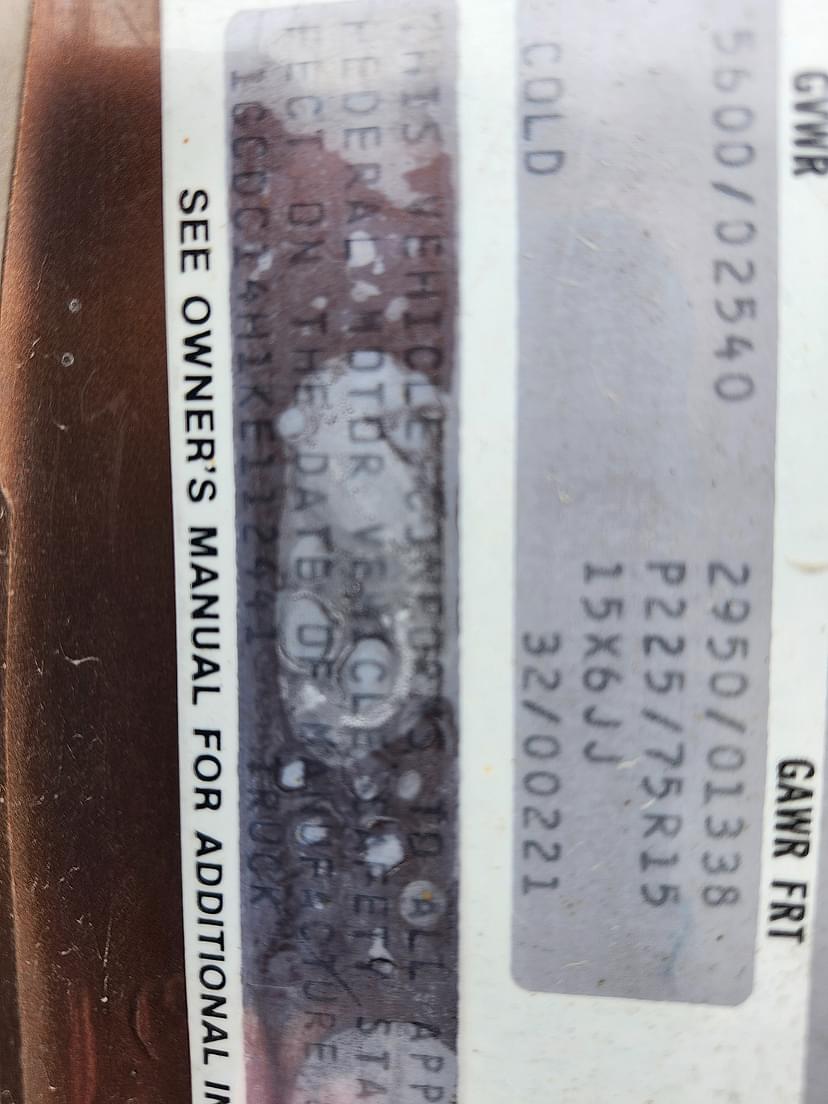 GVWR GAWR FRT
5600/02540 2950/01338
P225/75R15
15X6JJ
COLD 32/00221
THIS VEHICLE CONFORMS TO ALL APP
FEDERAL MOTOR VEHICLE SAFETY STA
FECT ON THE DATE OF MANUFACTURE
TRUCK
SEE OWNER'S MANUAL FOR ADDITIONAL IN